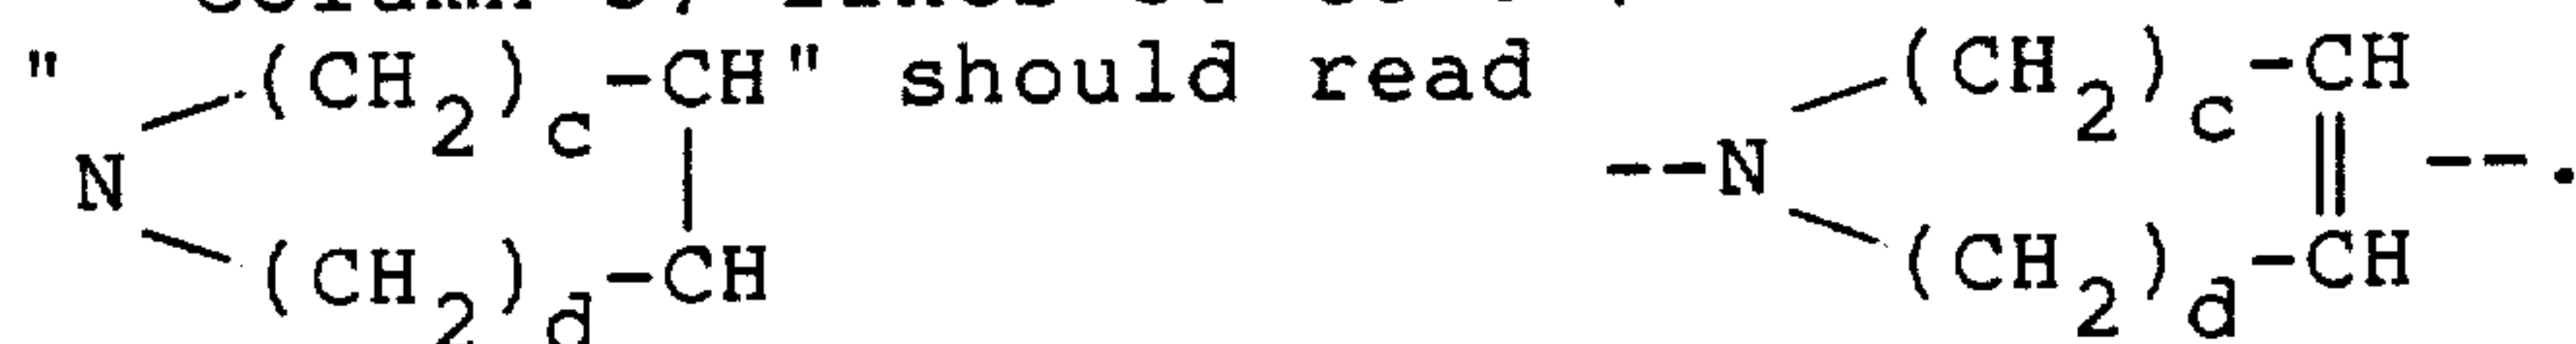 " (CH2)c-CH" should read (CH2)c-CH
N --N --.
(CH2)d-CH (CH2)d-CH